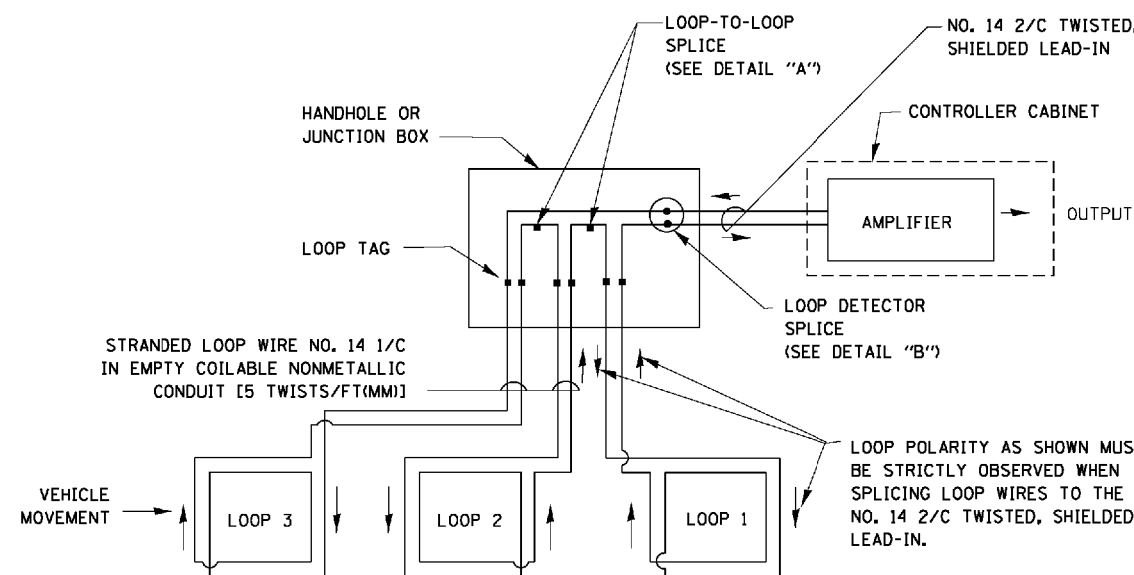 LOOP-TO-LOOP
SPLICE
(SEE DETAIL "A")
NO. 14 2/C TWISTED,
SHIELDED LEAD-IN
HANDHOLE OR
JUNCTION BOX
CONTROLLER CABINET
AMPLIFIER
OUTPUT
LOOP TAG
LOOP DETECTOR
SPLICE
(SEE DETAIL "B")
STRANDED LOOP WIRE NO. 14 1/C
IN EMPTY COILABLE NONMETALLIC
CONDUIT [5 TWISTS/FT(MM)]
LOOP POLARITY AS SHOWN MUS
BE STRICTLY OBSERVED WHEN
SPLICING LOOP WIRES TO THE
NO. 14 2/C TWISTED, SHIELDED
LEAD-IN.
VEHICLE
MOVEMENT
LOOP 3
LOOP 2
LOOP 1